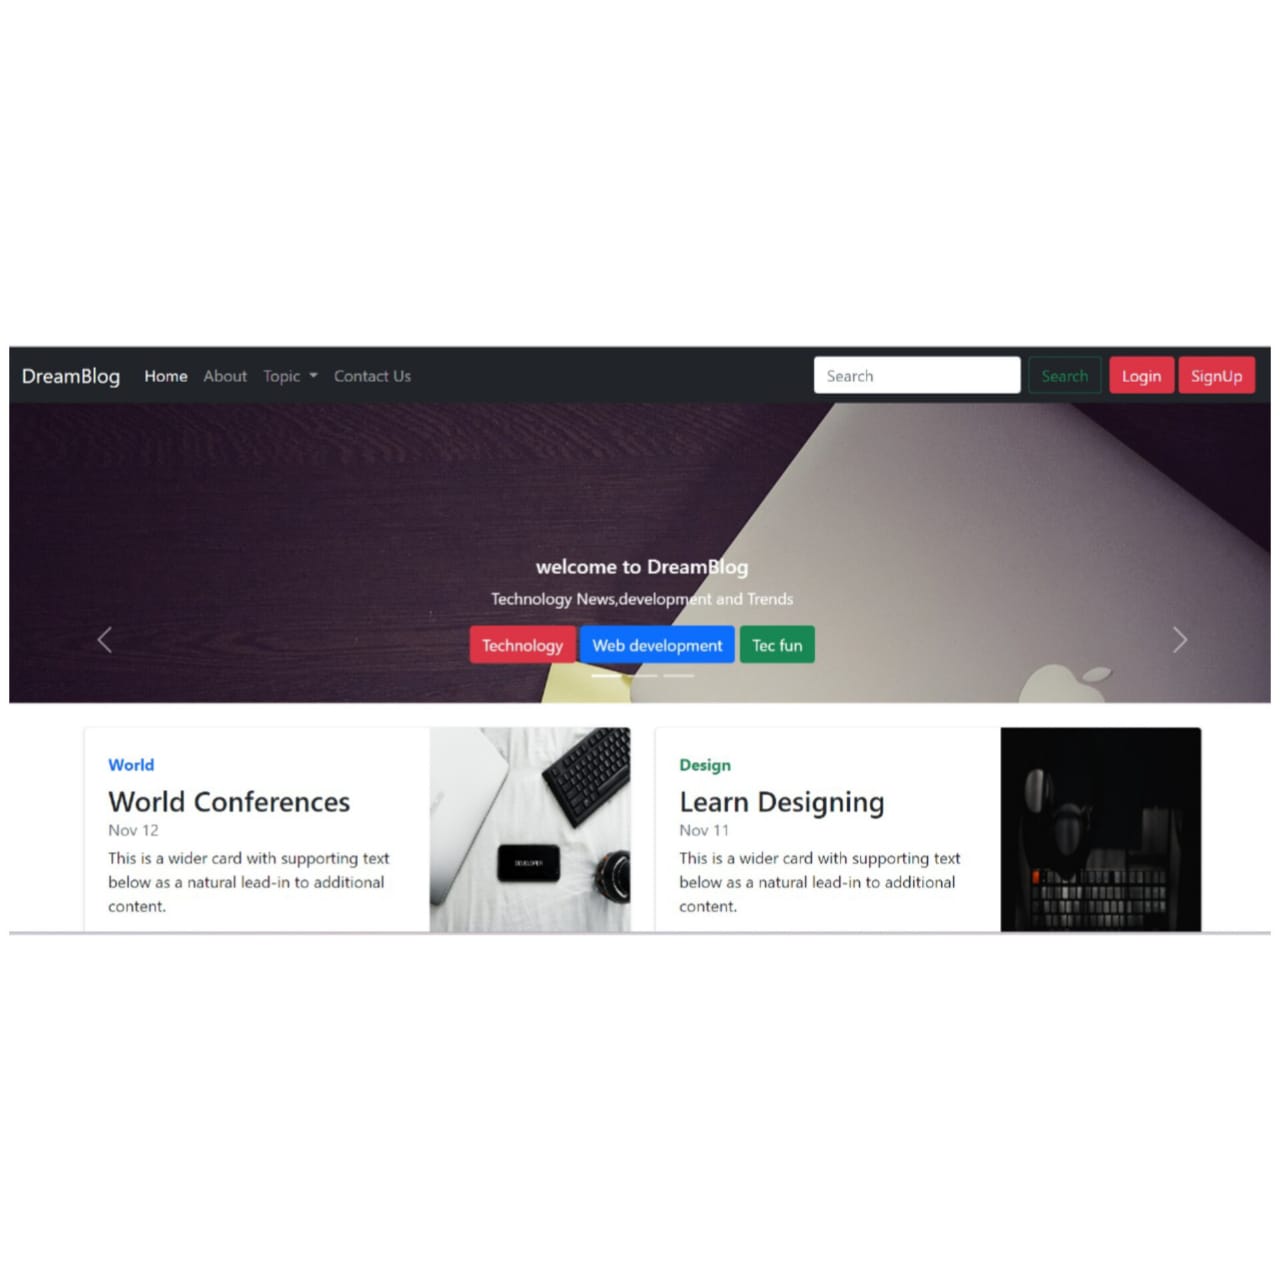 DreamBlog Home About Topic Contact Us Search Search Login SignUp
welcome to DreamBlog
Technology News,development and Trends
Technology Web development Tec fun
World
World Conferences
Nov 12
This is a wider card with supporting text
below as a natural lead-in to additional
content.
DEVELOPER
Design
Learn Designing
Nov 11
This is a wider card with supporting text
below as a natural lead-in to additional
content.